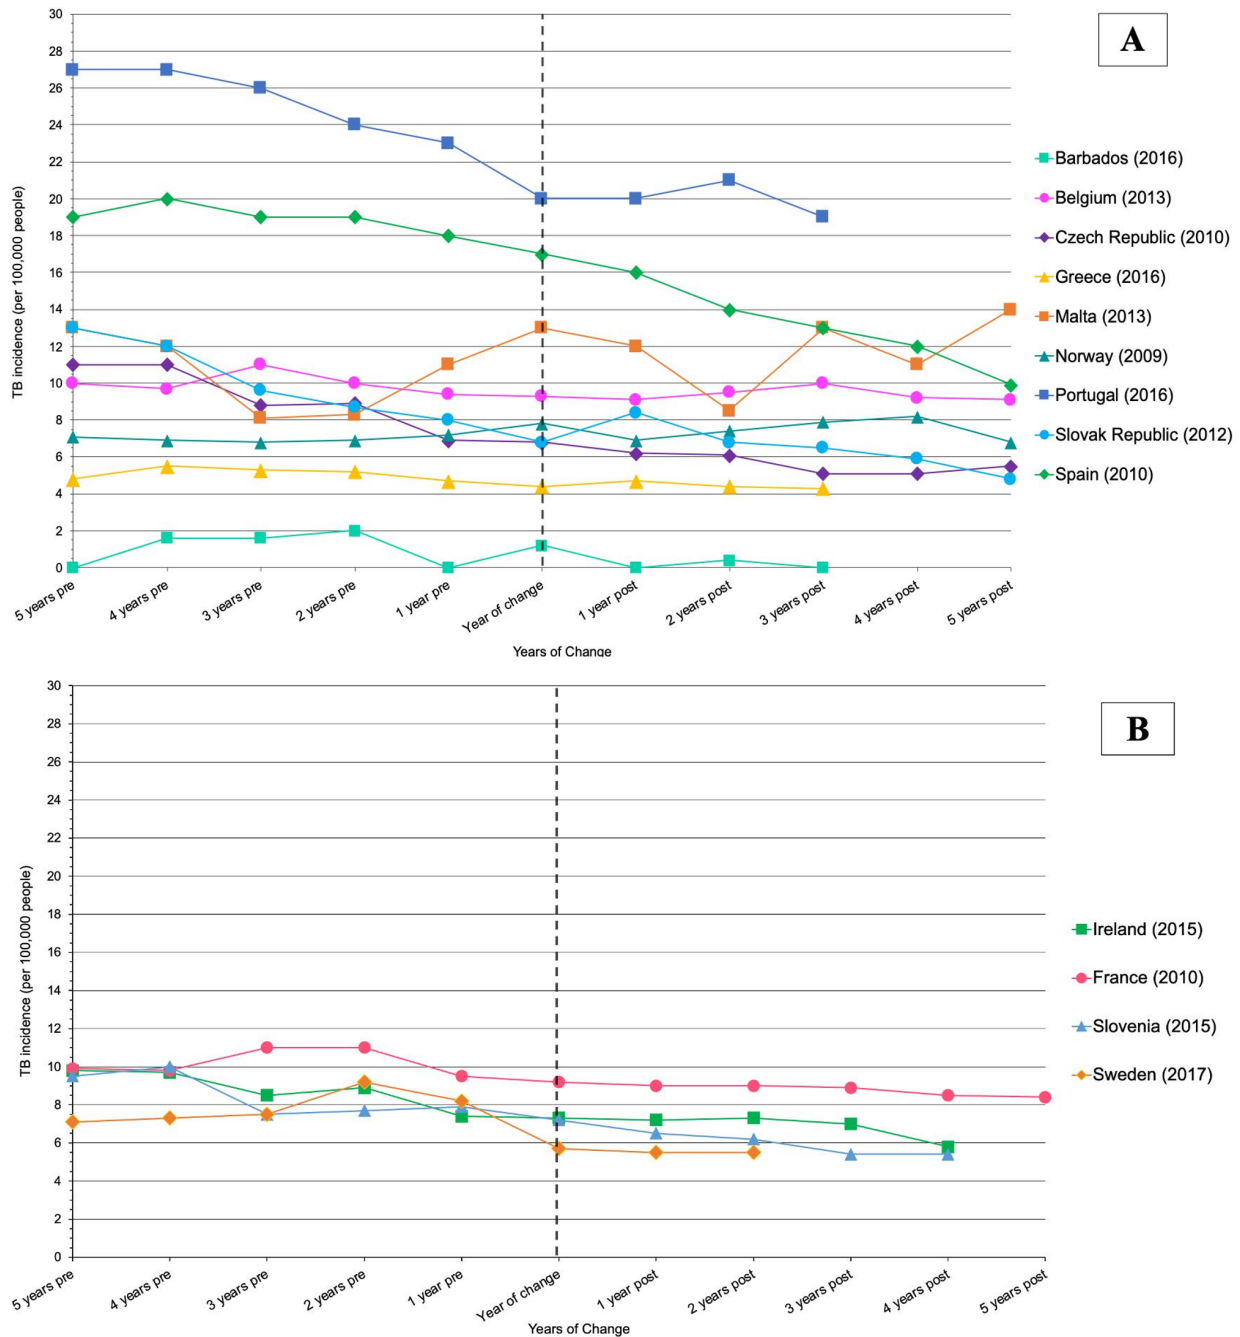 A
30
28
26
24
22
20
18
16
14
12
10
8
6
4
2
0
TB incidence (per 100,000 people)
5 years pre
4 years pre
3 years pre
2 years pre
1 year pre
Year of change
1 year post
2 years post
3 years post
4 years post
5 years post
Years of Change
Barbados (2016)
Belgium (2013)
Czech Republic (2010)
Greece (2016)
Malta (2013)
Norway (2009)
Portugal (2016)
Slovak Republic (2012)
Spain (2010)
B
30
28
26
24
22
20
18
16
14
12
10
8
6
4
2
0
TB incidence (per 100,000 people)
5 years pre
4 years pre
3 years pre
2 years pre
1 year pre
Year of change
1 year post
2 years post
3 years post
4 years post
5 years post
Years of Change
Ireland (2015)
France (2010)
Slovenia (2015)
Sweden (2017)